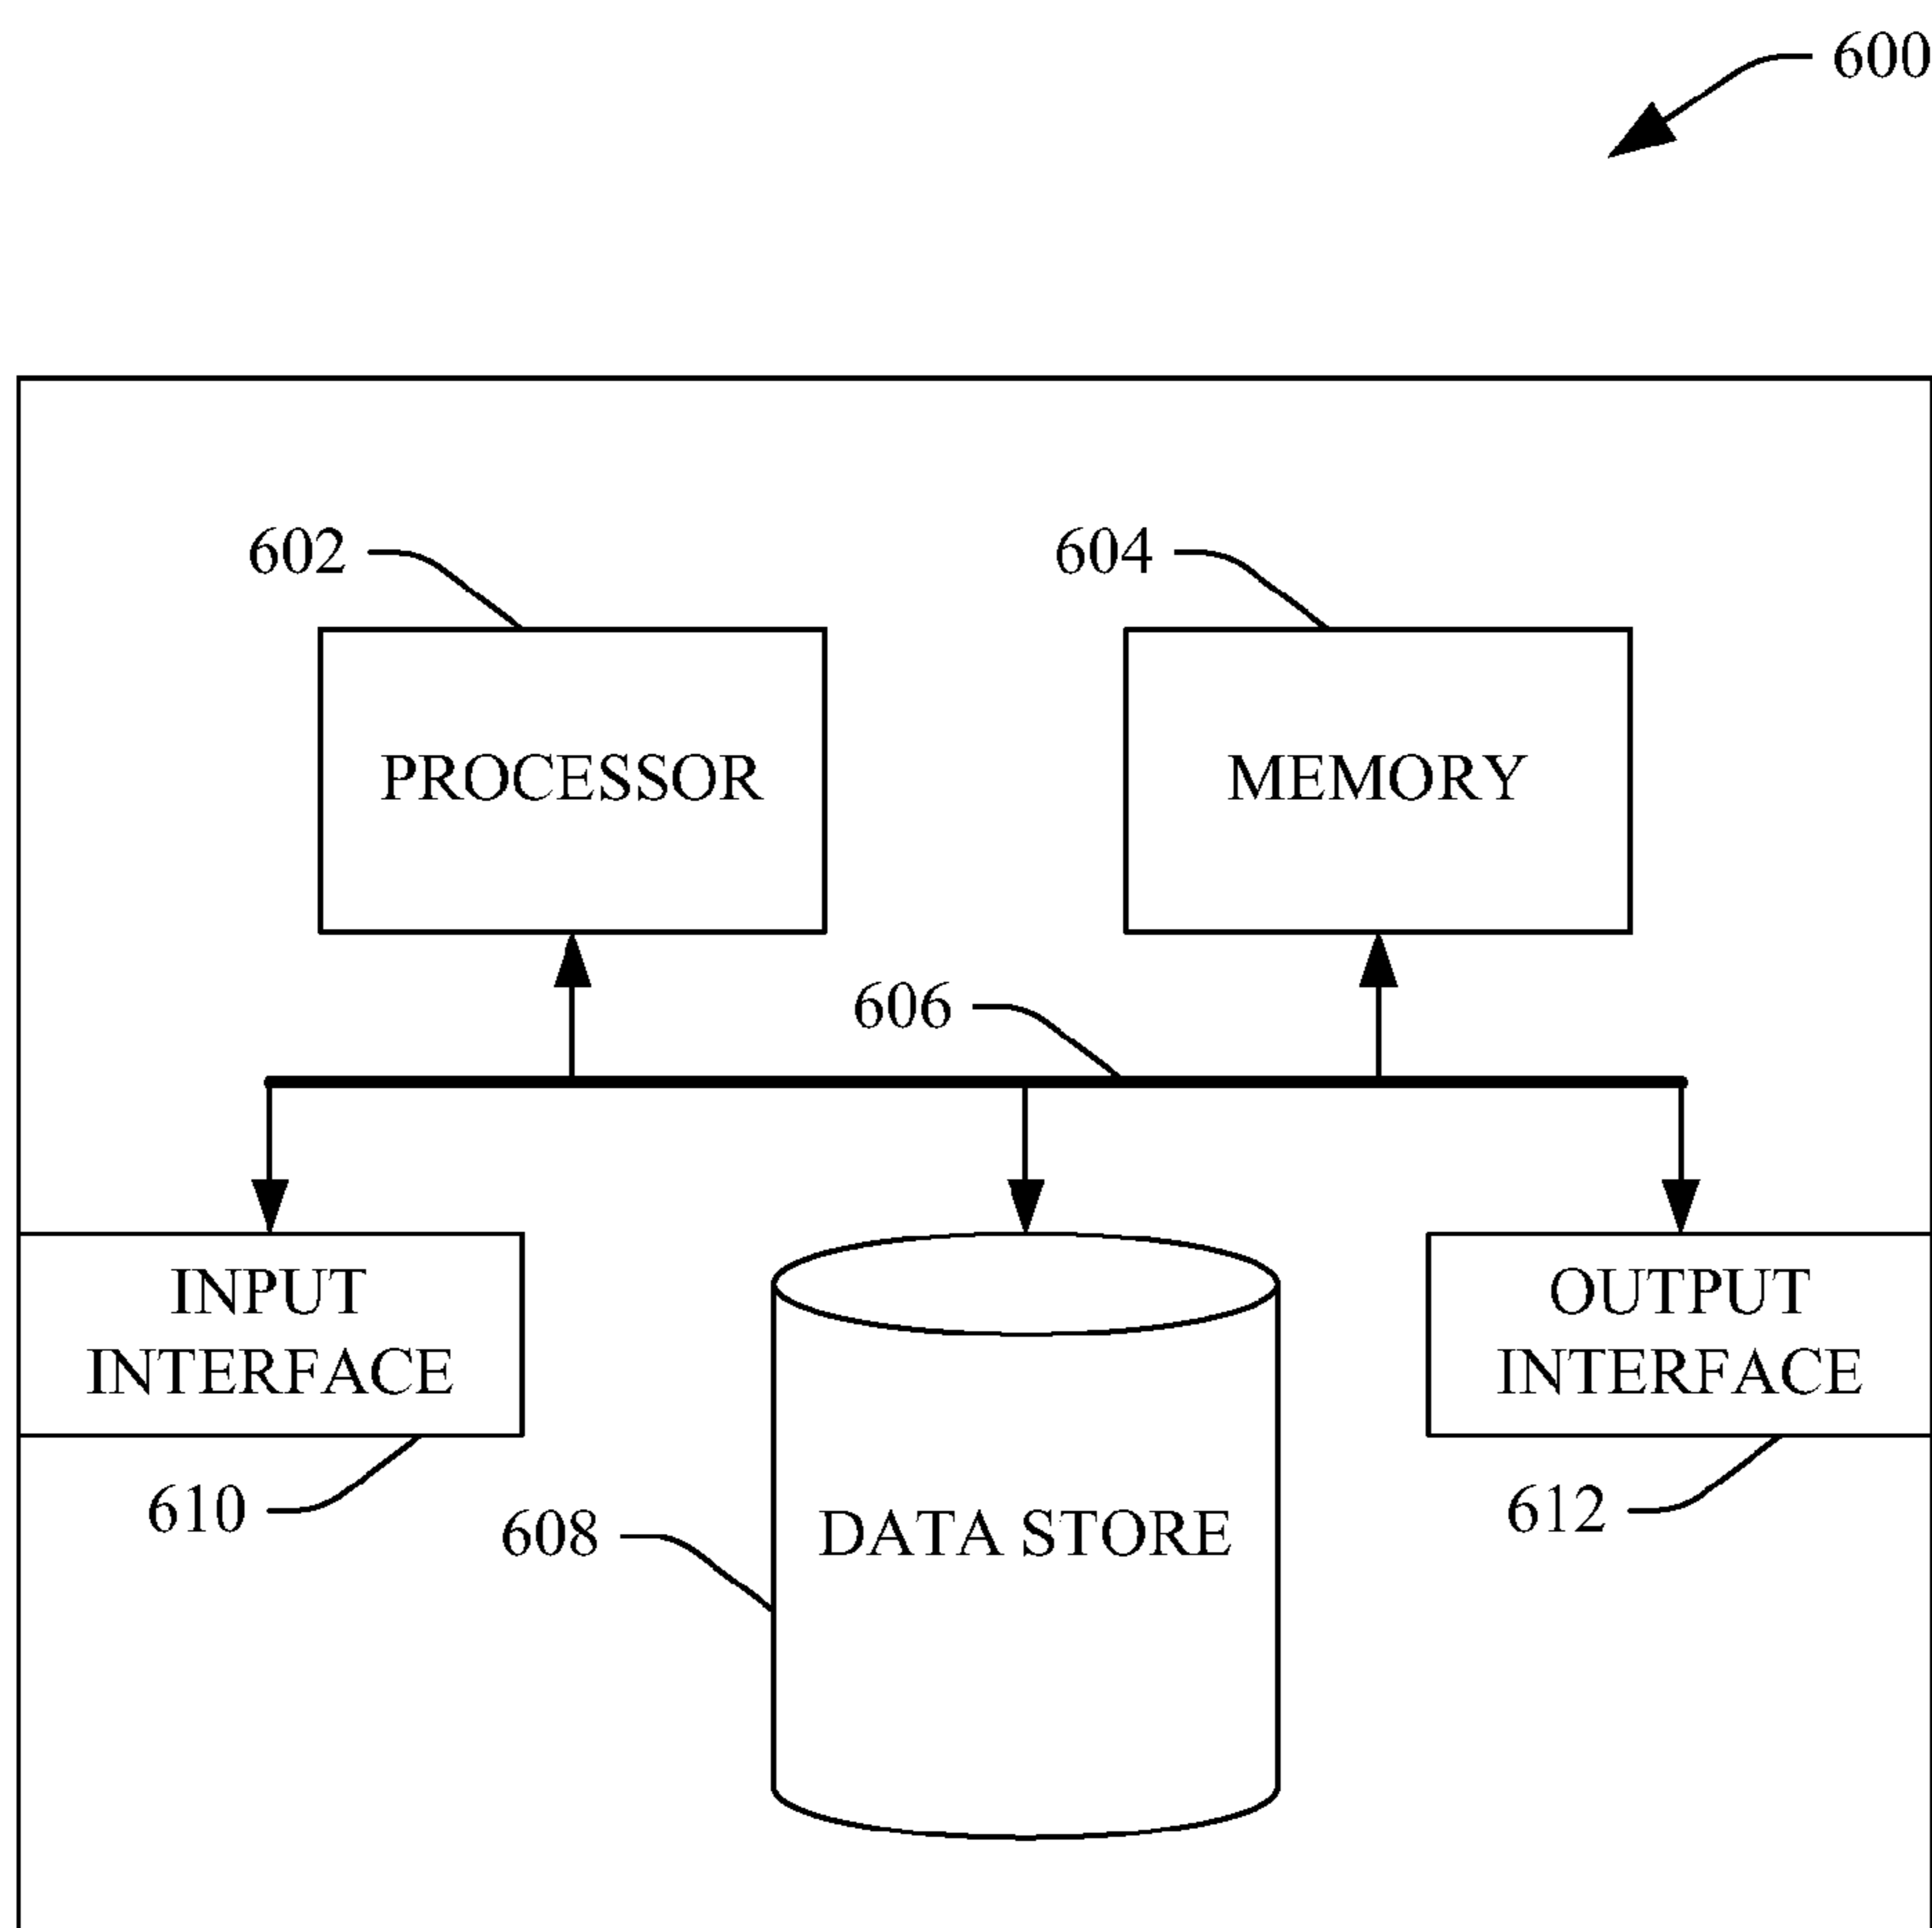 600
602
604
PROCESSOR
MEMORY
606
INPUT
INTERFACE
OUTPUT
INTERFACE
610
608
DATA STORE
612